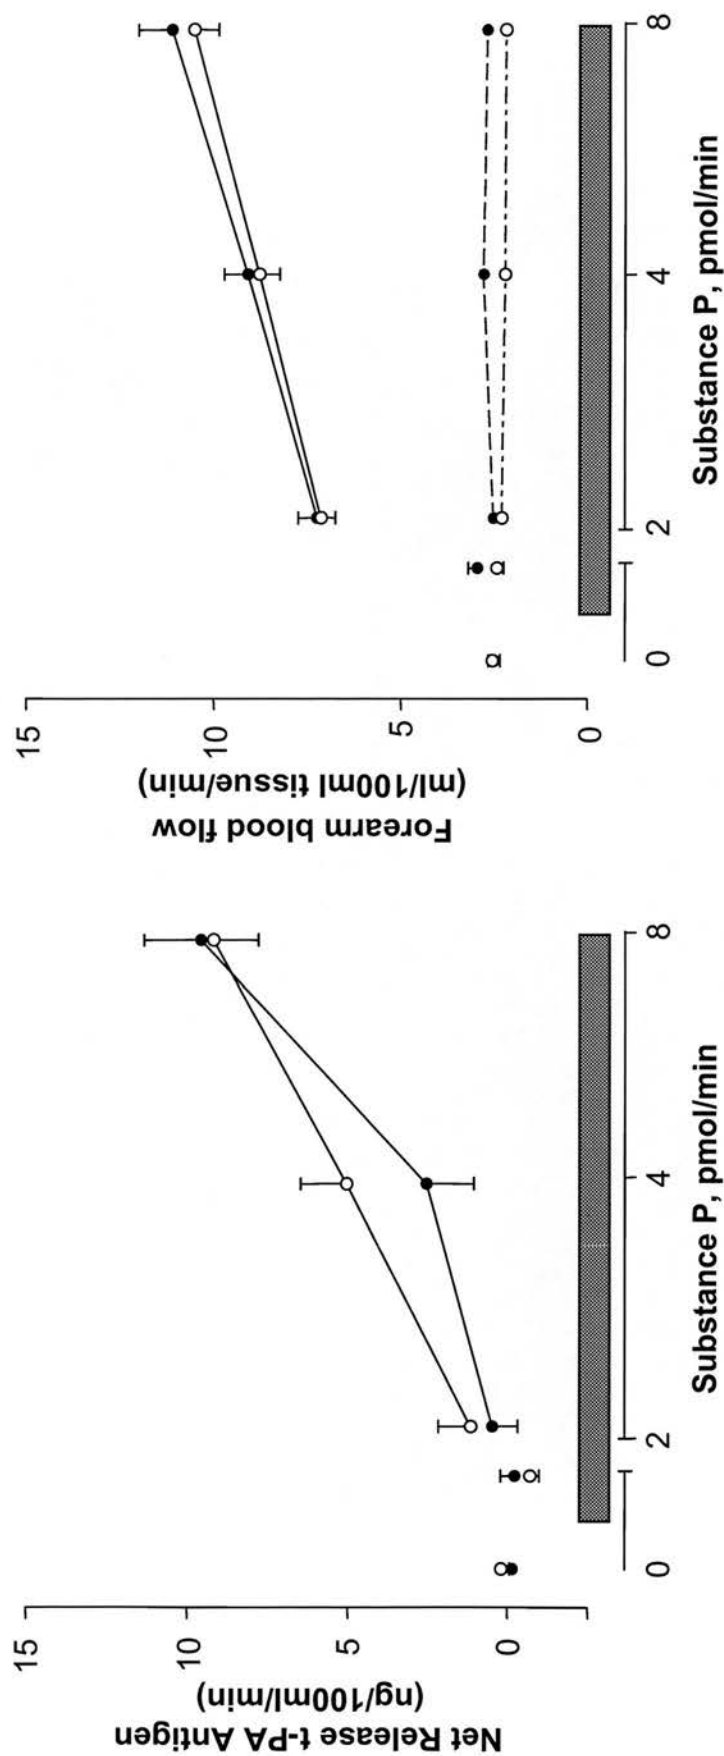 Net Release t-PA Antigen
(ng/100ml/min)
15
10
5
0
0
2
4
8
Substance P, pmol/min
Forearm blood flow
(ml/100ml tissue/min)
15
10
5
0
0
2
4
8
Substance P, pmol/min